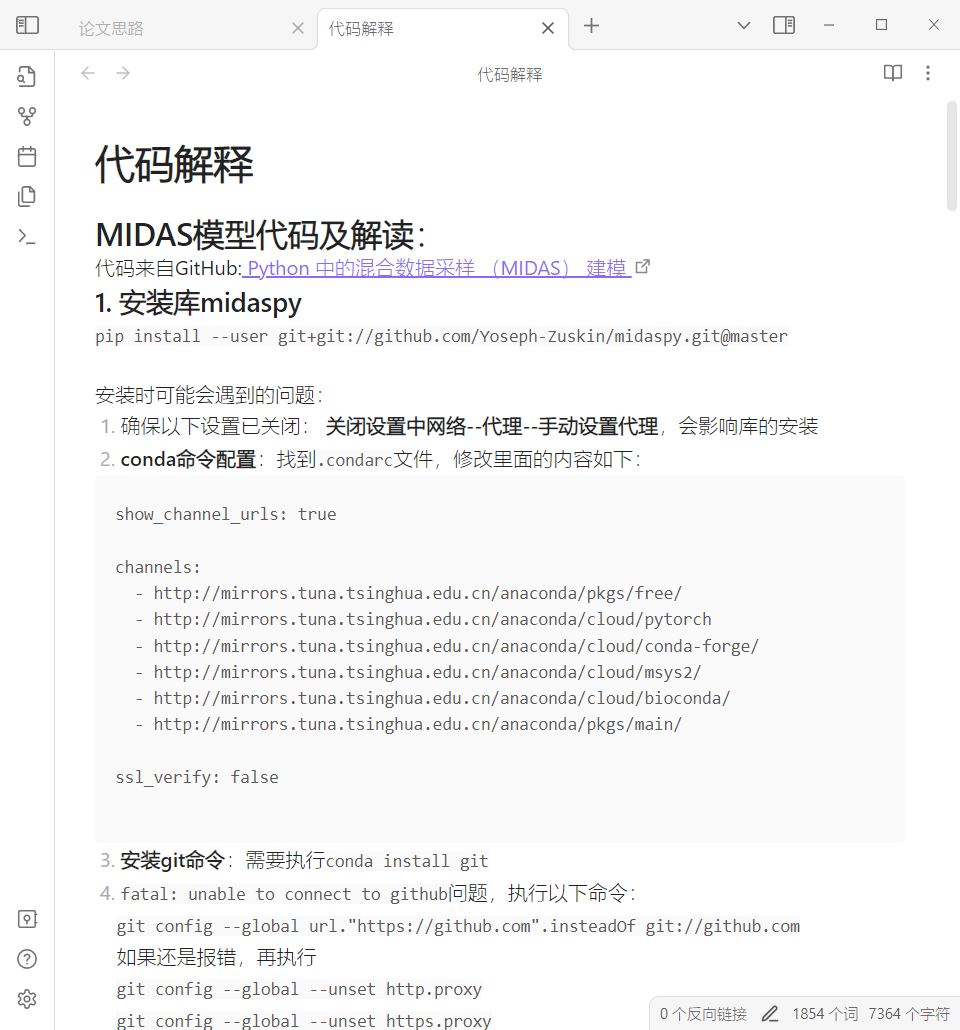 论文思路
代码解释
代码解释
代码解释
MIDAS模型代码及解读：
代码来自GitHub: Python 中的混合数据采样 （MIDAS） 建模
1. 安装库midaspy
pip install --user git+git://github.com/Yoseph-Zuskin/midaspy.git@master
安装时可能会遇到的问题：
1. 确保以下设置已关闭： 关闭设置中网络--代理--手动设置代理，会影响库的安装
2. conda命令配置：找到.condarc文件，修改里面的内容如下：
show_channel_urls: true
channels:
- http://mirrors.tuna.tsinghua.edu.cn/anaconda/pkgs/free/
- http://mirrors.tuna.tsinghua.edu.cn/anaconda/cloud/pytorch
- http://mirrors.tuna.tsinghua.edu.cn/anaconda/cloud/conda-forge/
- http://mirrors.tuna.tsinghua.edu.cn/anaconda/cloud/msys2/
- http://mirrors.tuna.tsinghua.edu.cn/anaconda/cloud/bioconda/
- http://mirrors.tuna.tsinghua.edu.cn/anaconda/pkgs/main/
ssl_verify: false
3. 安装git命令：需要执行conda install git
4. fatal: unable to connect to github问题，执行以下命令：
git config --global url."https://github.com".insteadOf git://github.com
如果还是报错，再执行
git config --global --unset http.proxy
git config --global --unset https.proxy
0 个反向链接 1854 个词 7364 个字符